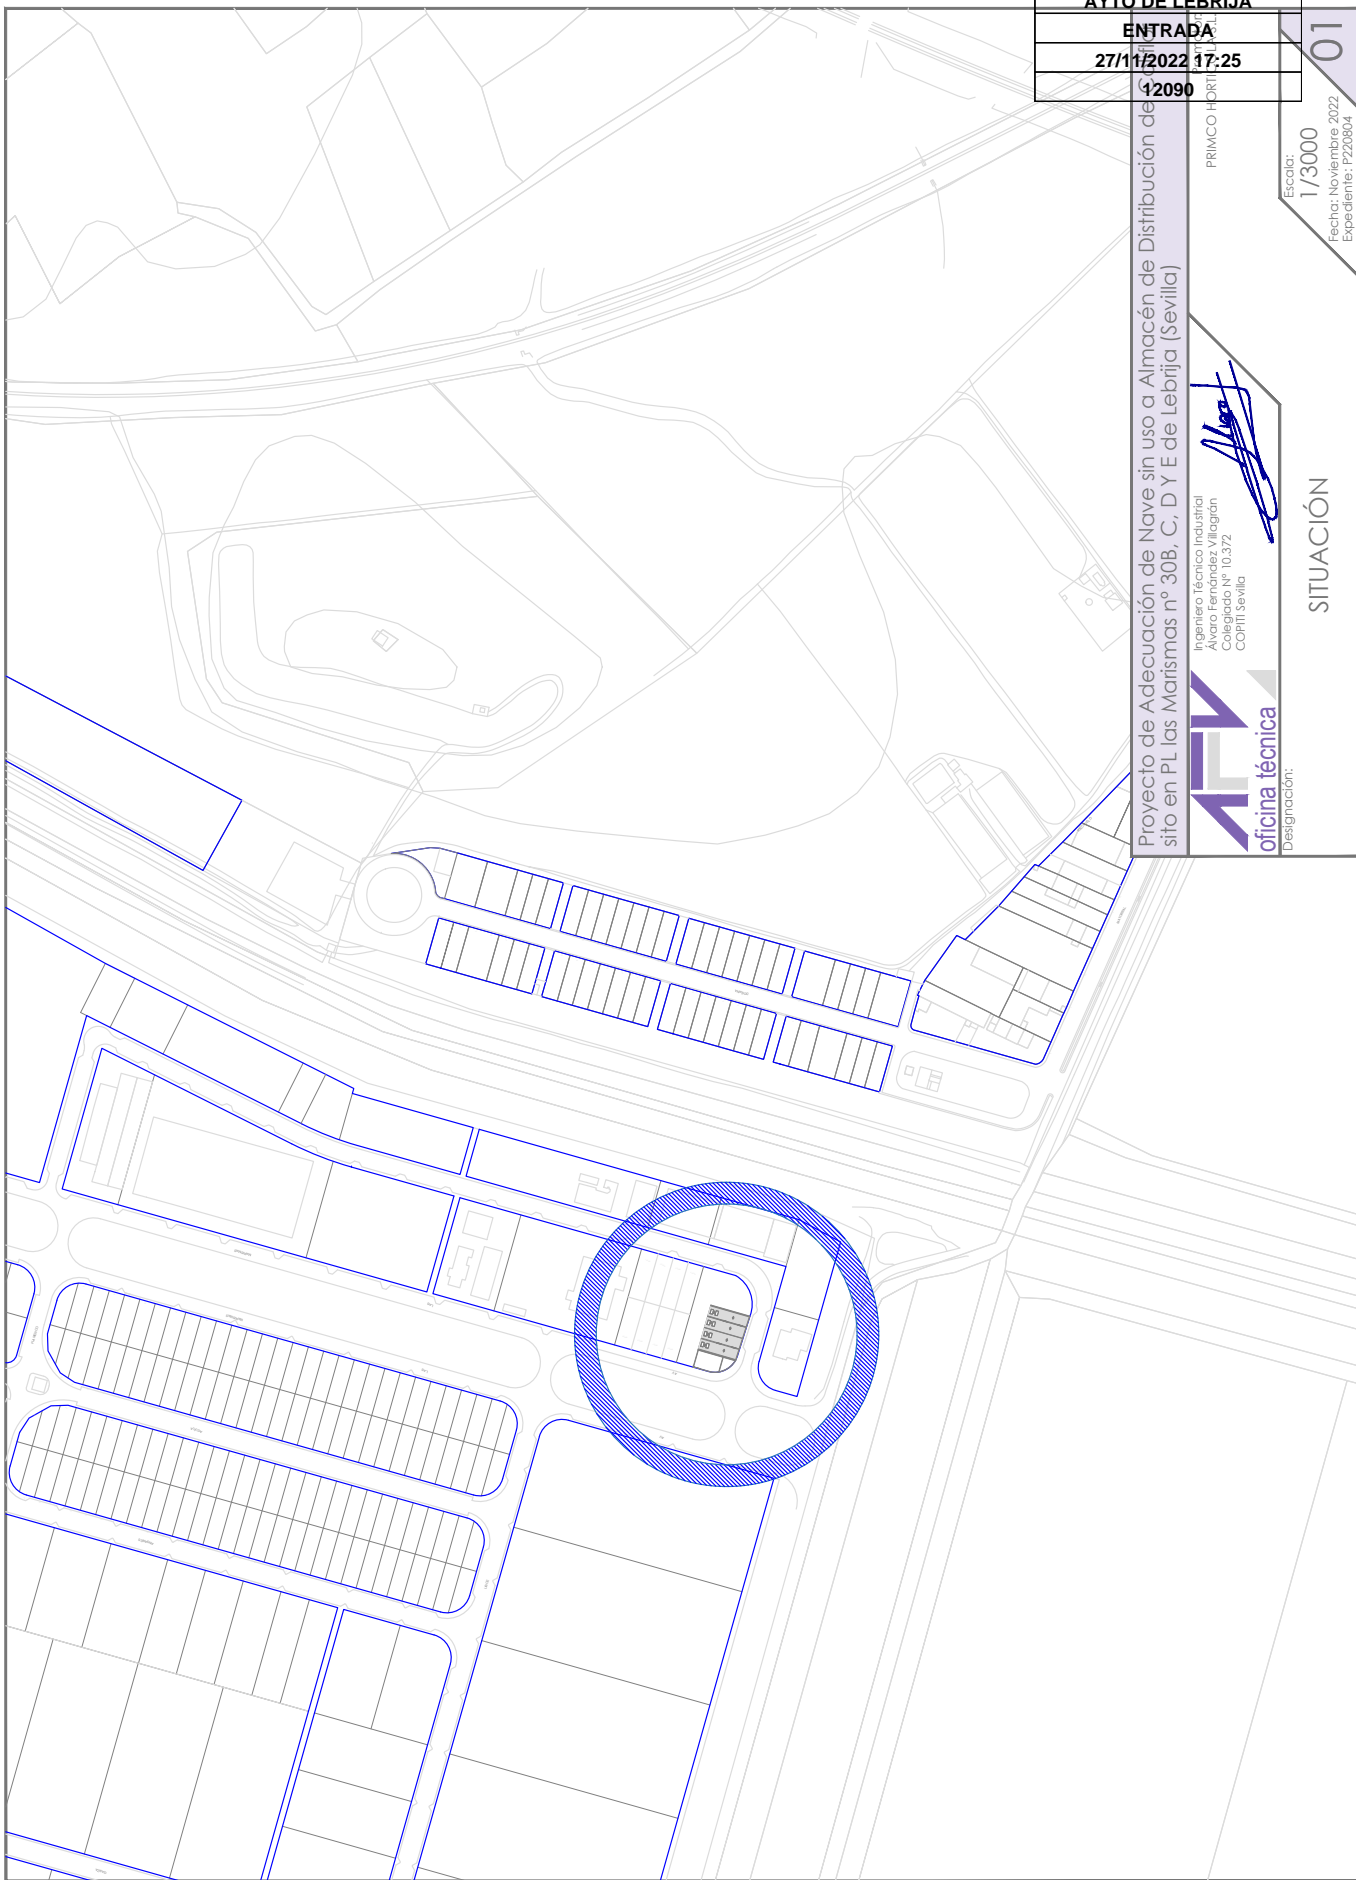 AYTO DE LEBRIJA
ENTRADA
27/11/2022 17:25
12090
Proyecto de Adecuación de Nave sin uso a Almacén de Distribución de
sito en PL las Marismas nº 30B, C, D Y E de Lebrija (Sevilla)
PRIMCO
Ingeniero Técnico Industrial
Álvaro Fernández Villagrán
Colegiado Nº 10.372
COPITI Sevilla
AFV
oficina técnica
Designación:
SITUACIÓN
Escala:
1/3000
Fecha: Noviembre 2022
Expediente: P220804
01